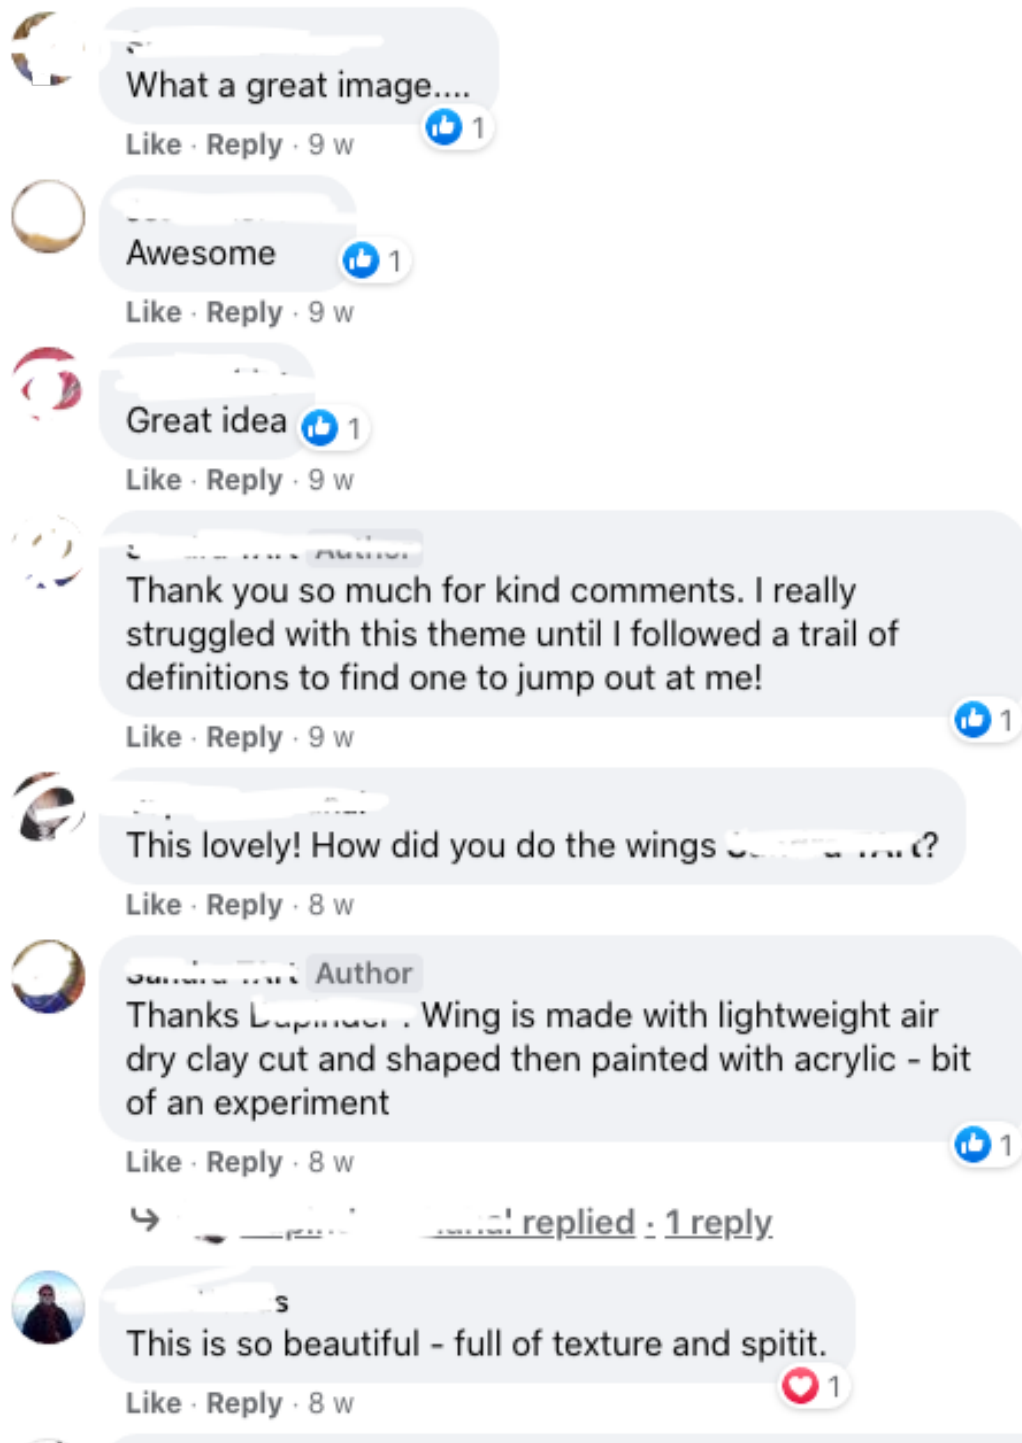 What a great image....
1
Like · Reply · 9 w
Awesome
1
Like · Reply · 9 w
Great idea
1
Like · Reply · 9 w
Author
Thank you so much for kind comments. I really
struggled with this theme until I followed a trail of
definitions to find one to jump out at me!
1
Like · Reply · 9 w
This lovely! How did you do the wings ?
Like · Reply · 8 w
Author
Thanks . Wing is made with lightweight air
dry clay cut and shaped then painted with acrylic - bit
of an experiment
1
Like · Reply · 8 w
replied · 1 reply
This is so beautiful - full of texture and spitit.
1
Like · Reply · 8 w